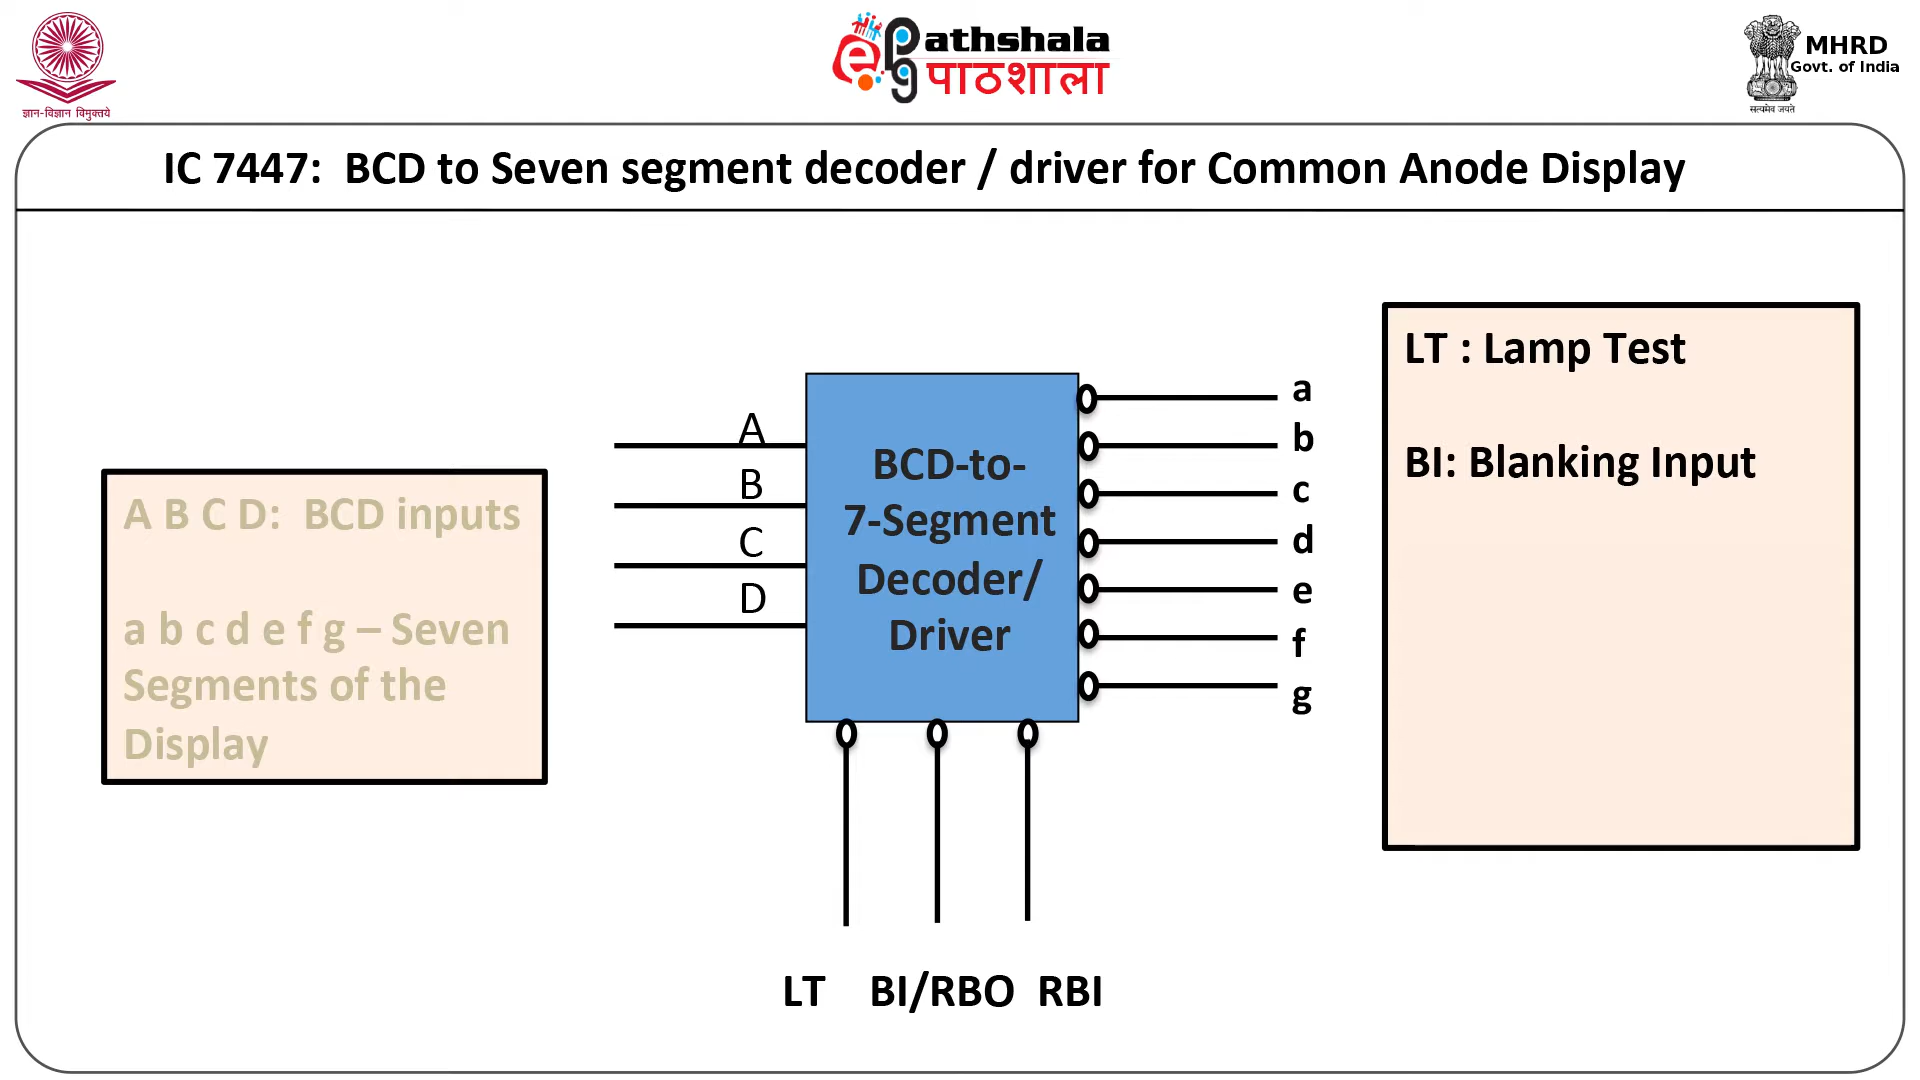 ज्ञान-विज्ञान विमुक्तये
ePG
athshala
पाठशाला
MHRD
Govt. of India
सत्यमेव जयते
IC 7447:  BCD to Seven segment decoder / driver for Common Anode Display
A B C D:  BCD inputs
a b c d e f g – Seven
Segments of the
Display
A
B
C
D
BCD-to-
7-Segment
Decoder/
Driver
a
b
c
d
e
f
g
LT BI/RBO RBI
LT : Lamp Test
BI: Blanking Input